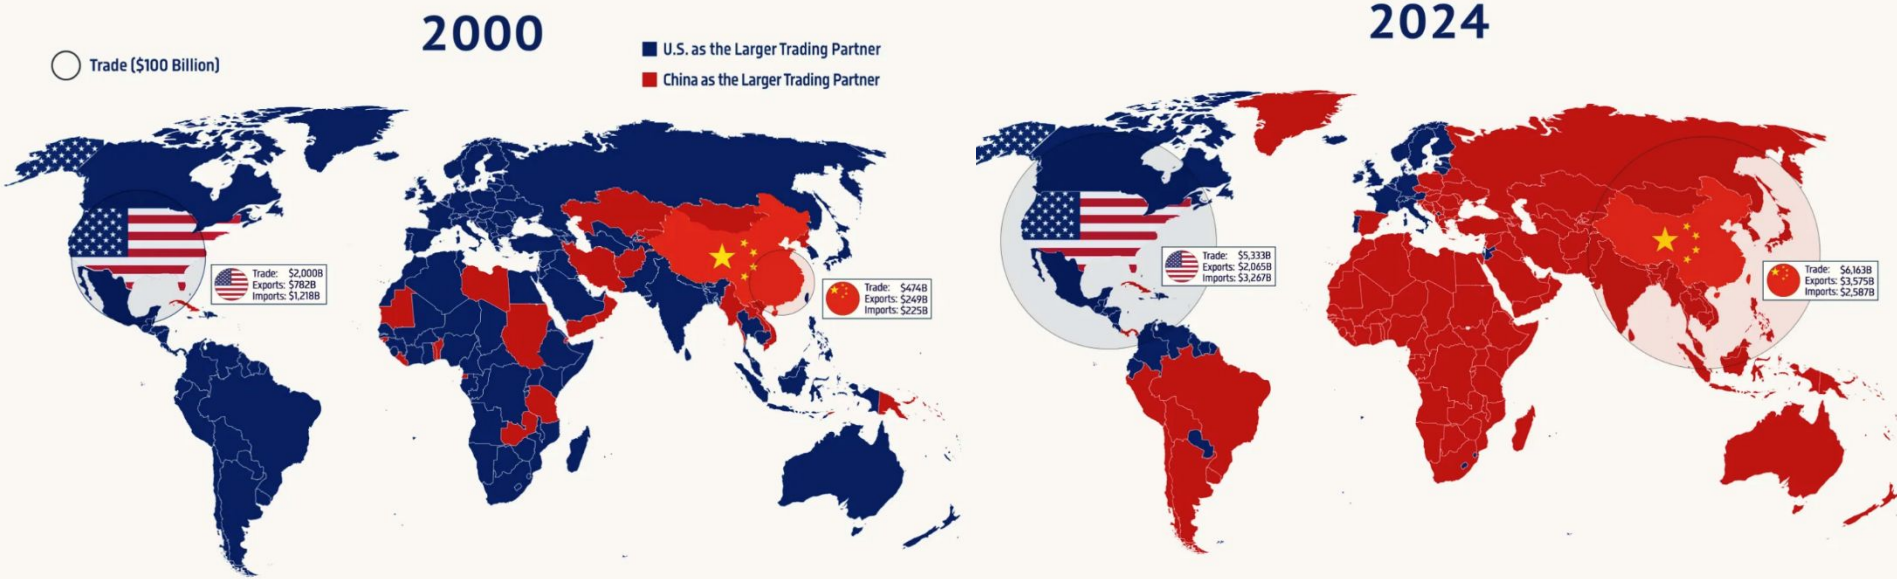 2000
Trade ($100 Billion)
U.S. as the Larger Trading Partner
China as the Larger Trading Partner
Trade: $2,000B
Exports: $782B
Imports: $1,218B
Trade: $474B
Exports: $249B
Imports: $225B
2024
Trade: $5,333B
Exports: $2,065B
Imports: $3,267B
Trade: $6,163B
Exports: $3,575B
Imports: $2,587B